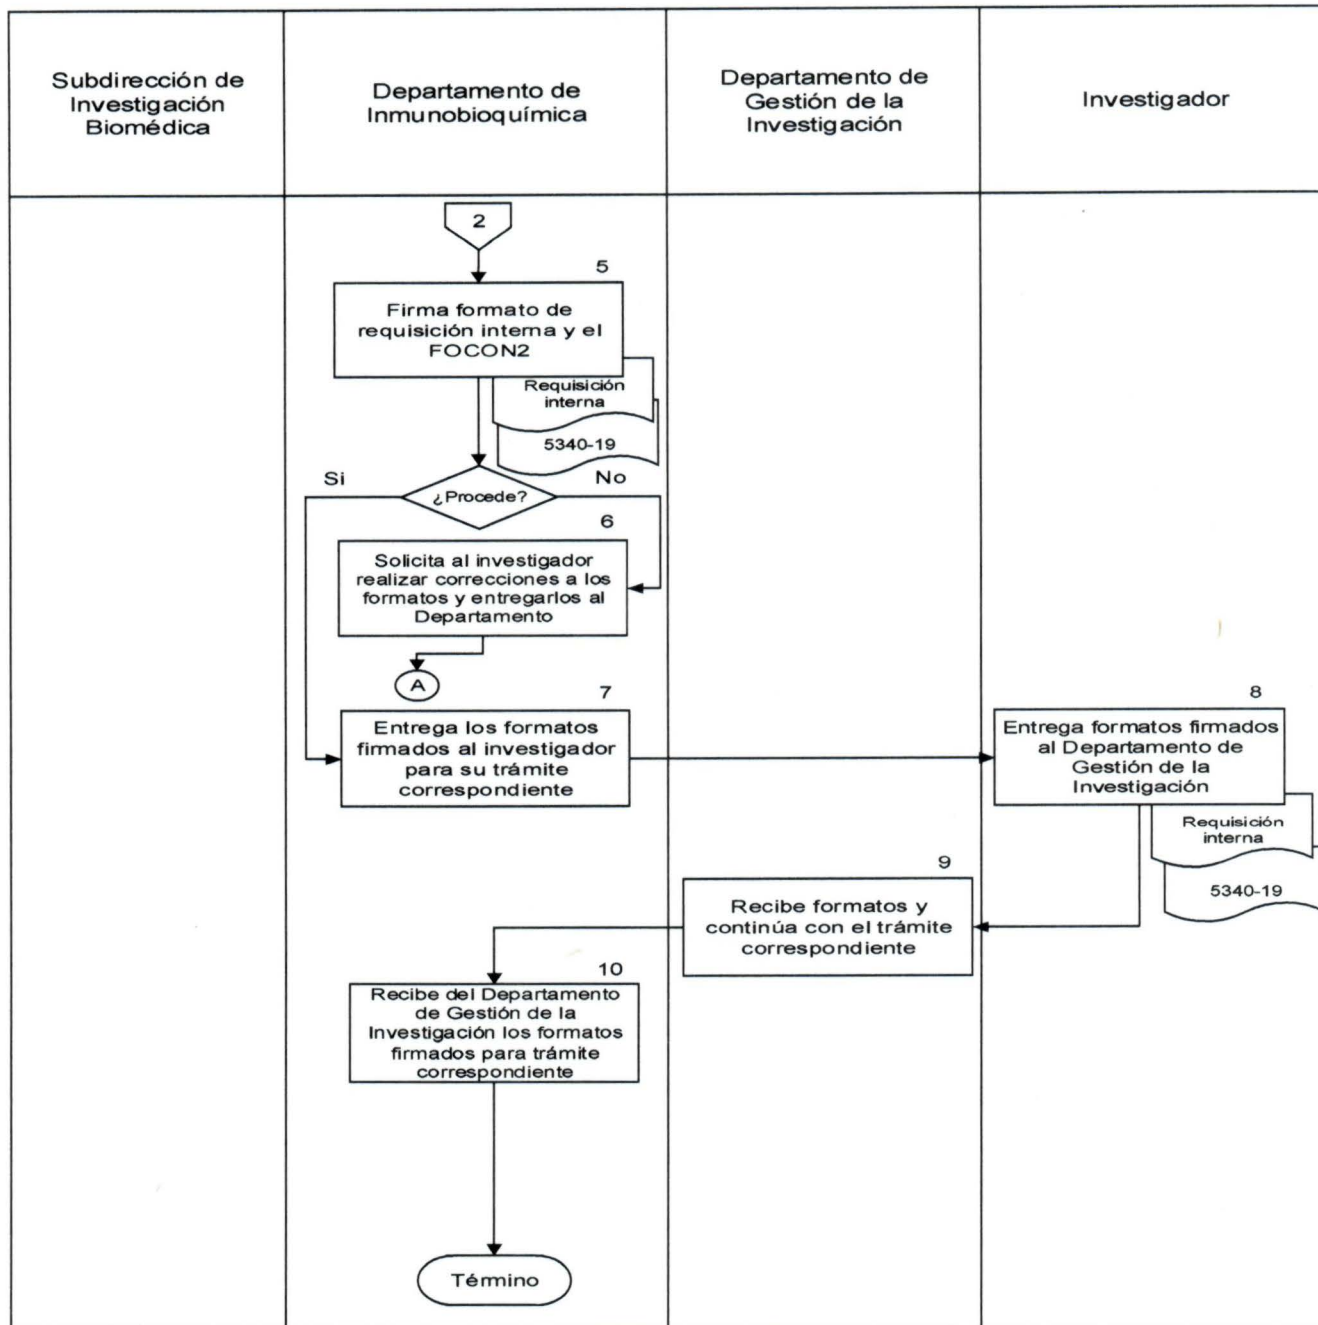 Subdirección de
Investigación
Biomédica
Departamento de
Inmunobioquímica
Departamento de
Gestión de la
Investigación
Investigador
2
5
Firma formato de
requisición interna y el
FOCON2
Requisición
interna
5340-19
Si
¿Procede?
No
6
Solicita al investigador
realizar correcciones a los
formatos y entregarlos al
Departamento
A
7
Entrega los formatos
firmados al investigador
para su trámite
correspondiente
8
Entrega formatos firmados
al Departamento de
Gestión de la
Investigación
Requisición
interna
5340-19
9
Recibe formatos y
continúa con el trámite
correspondiente
10
Recibe del Departamento
de Gestión de la
Investigación los formatos
firmados para trámite
correspondiente
Término